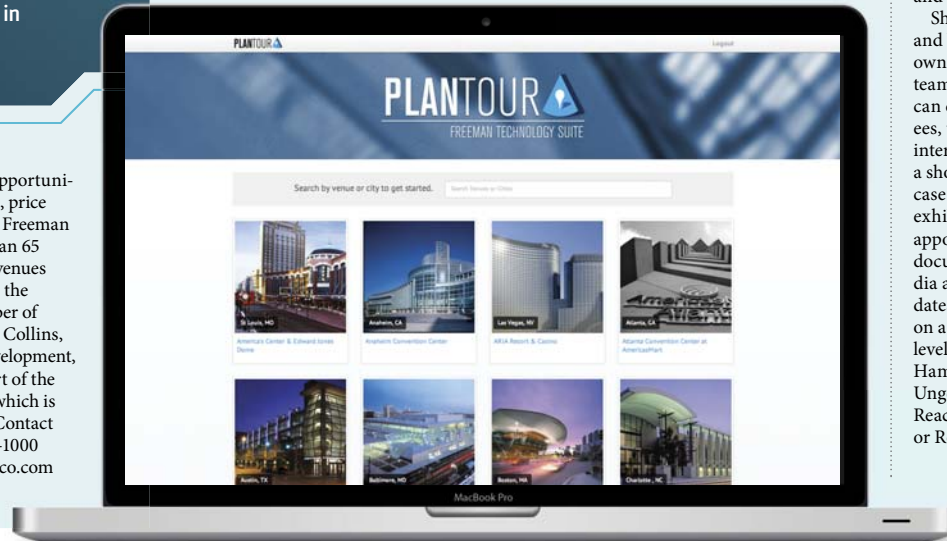 in
pportuni-
, price
Freeman
an 65
venues
the
ber of
Collins,
velopment,
rt of the
which is
Contact
-1000
co.com
PLANTOUR
Logout
PLANTOUR
FREEMAN TECHNOLOGY SUITE
Search by venue or city to get started.
Search Venues or Cities
St Louis, MO
Anaheim, CA
Las Vegas, NV
Atlanta, GA
America's Center & Edward Jones
Dome
Anaheim Convention Center
ARIA Resort & Casino
Atlanta Convention Center at
AmericasMart
Austin, TX
Baltimore, MD
Boston, MA
Charlotte, NC
MacBook Pro
and
Sh
and
own
team
can
ees,
inter
a sho
case
exhi
appo
docu
dia a
date
on a
level
Ham
Ung
Reac
or R